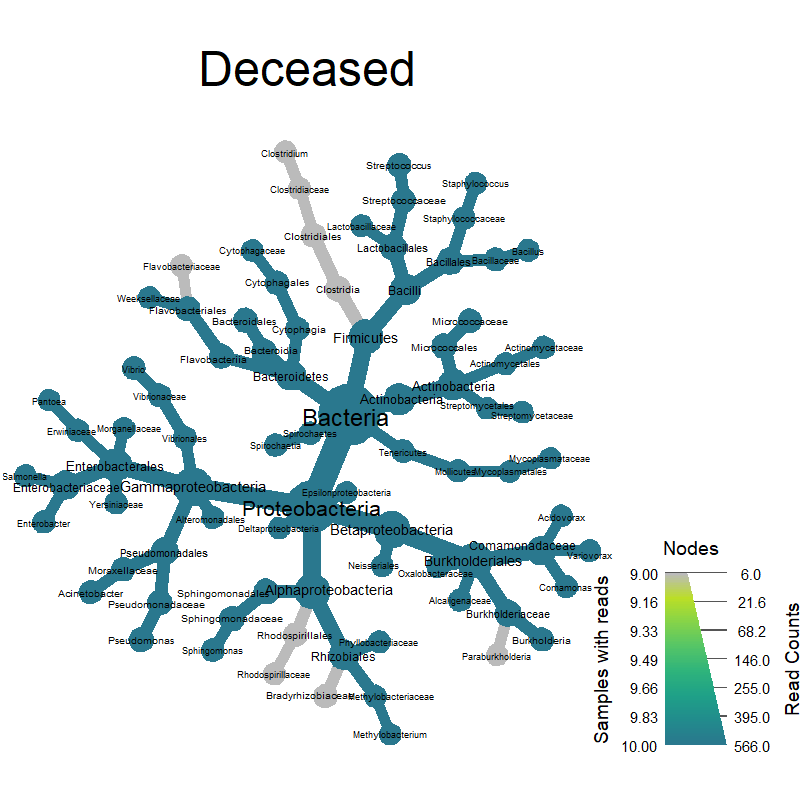 Deceased
Clostridium
Streptococcus
Staphylococcus
Clostridiaceae
Streptococcaceae
Staphylococcaceae
Lactobacillaceae
Clostridiales
Lactobacillales
Cytophagaceae
Bacillus
Bacillales
Bacillaceae
Flavobacteriaceae
Cytophagales
Clostridia
Bacilli
Weeksellaceae
Flavobacteriales
Bacteroidales
Micrococcaceae
Cytophagia
Firmicutes
Micrococcales
Actinomycetaceae
Bacteroidia
Flavobacteriia
Actinomycetales
Vibrio
Bacteroidetes
Actinobacteria
Vibrionaceae
Actinobacteria
Pantoea
Streptomycetales
Streptomycetaceae
Bacteria
Erwiniaceae
Morganellaceae
Spirochaetes
Vibrionales
Spirochaetia
Tenericutes
Mycoplasmataceae
Enterobacterales
Mollicutes
Mycoplasmatales
Salmonella
Enterobacteriaceae
Gammaproteobacteria
Epsilonproteobacteria
Yersiniaceae
Proteobacteria
Enterobacter
Alteromonadales
Deltaproteobacteria
Betaproteobacteria
Acidovorax
Comamonadaceae
Pseudomonadales
Variovorax
Burkholderiales
Neisseriales
Moraxellaceae
Oxalobacteraceae
Comamonas
Acinetobacter
Sphingomonadales
Alphaproteobacteria
Alcaligenaceae
Pseudomonadaceae
Burkholderiaceae
Sphingomonadaceae
Rhodospirillales
Phyllobacteriaceae
Pseudomonas
Burkholderia
Sphingomonas
Rhizobiales
Paraburkholderia
Rhodospirillaceae
Bradyrhizobiaceae
Methylobacteriaceae
Methylobacterium
Nodes
9.00 6.0
9.16 21.6
9.33 68.2
9.49 146.0
9.66 255.0
9.83 395.0
10.00 566.0
Samples with reads
Read Counts